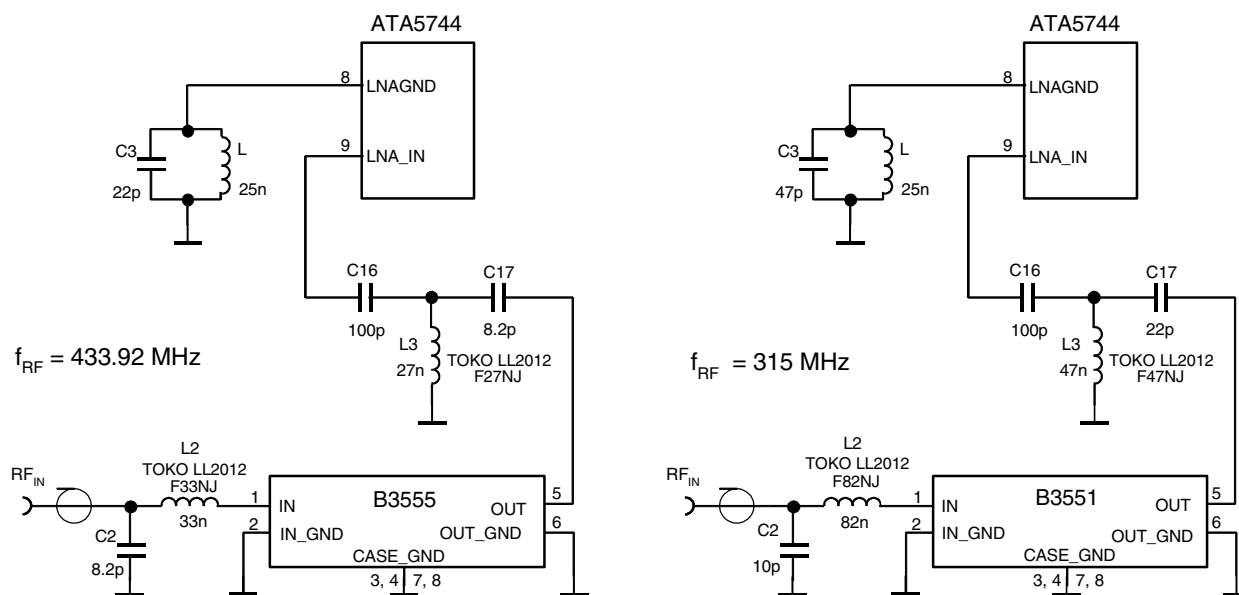 ATA5744
8
LNAGND
C3
L
9
LNA_IN
22p
25n
C16
C17
100p
8.2p
L3
27n
TOKO LL2012
F27NJ
fRF = 433.92 MHz
L2
TOKO LL2012
F33NJ
RFIN
33n
1
IN
B3555
5
OUT
2
IN_GND
6
OUT_GND
C2
8.2p
CASE_GND
3, 4
7, 8
ATA5744
8
LNAGND
C3
L
9
LNA_IN
47p
25n
C16
C17
100p
22p
L3
47n
TOKO LL2012
F47NJ
fRF = 315 MHz
L2
TOKO LL2012
F82NJ
RFIN
82n
1
IN
B3551
5
OUT
2
IN_GND
6
OUT_GND
C2
10p
CASE_GND
3, 4
7, 8